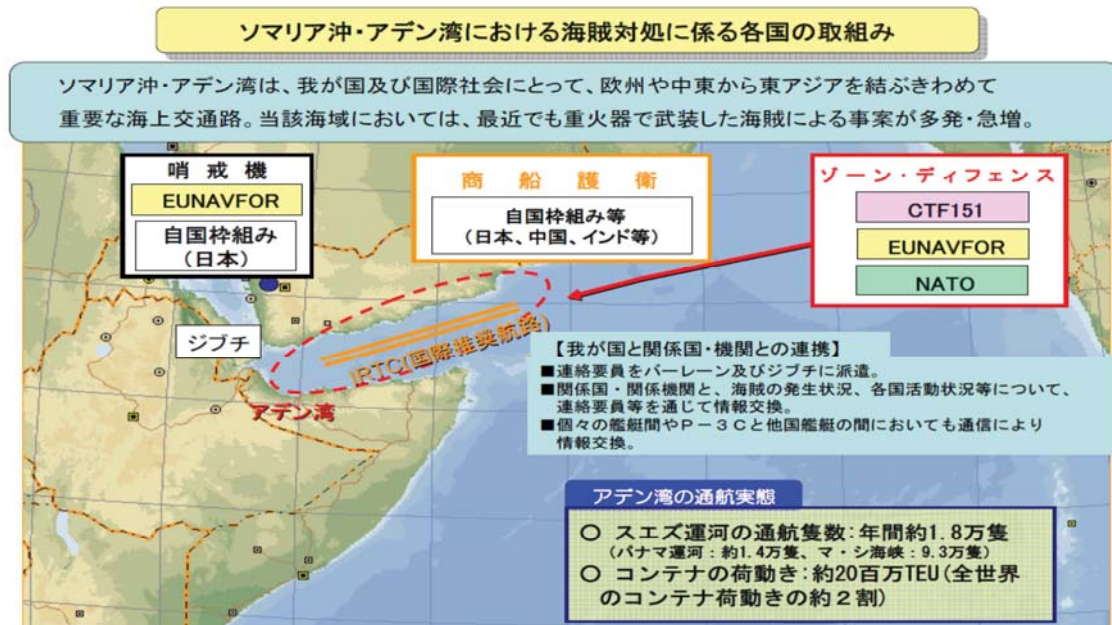 ソマリア沖・アデン湾における海賊対処に係る各国の取組み
ソマリア沖・アデン湾は、我が国及び国際社会にとって、欧州や中東から東アジアを結ぶきわめて
重要な海上交通路。当該海域においては、最近でも重火器で武装した海賊による事案が多発・急増。
哨戒機
EUNAVFOR
自国枠組み
(日本)
商船護衛
自国枠組み等
(日本、中国、インド等)
ゾーン・ディフェンス
CTF151
EUNAVFOR
NATO
ジブチ
IRTC(国際推奨航路)
アデン湾
【我が国と関係国・機関との連携】
■連絡要員をバーレーン及びジブチに派遣。
■関係国・関係機関と、海賊の発生状況、各国活動状況等について、
連絡要員等を通じて情報交換。
■個々の艦艇間やP-3Cと他国艦艇の間においても通信により
情報交換。
アデン湾の通航実態
○ スエズ運河の通航隻数:年間約1.8万隻
(パナマ運河:約1.4万隻、マ・シ海峡:9.3万隻)
○ コンテナの荷動き:約20百万TEU(全世界
のコンテナ荷動きの約2割)